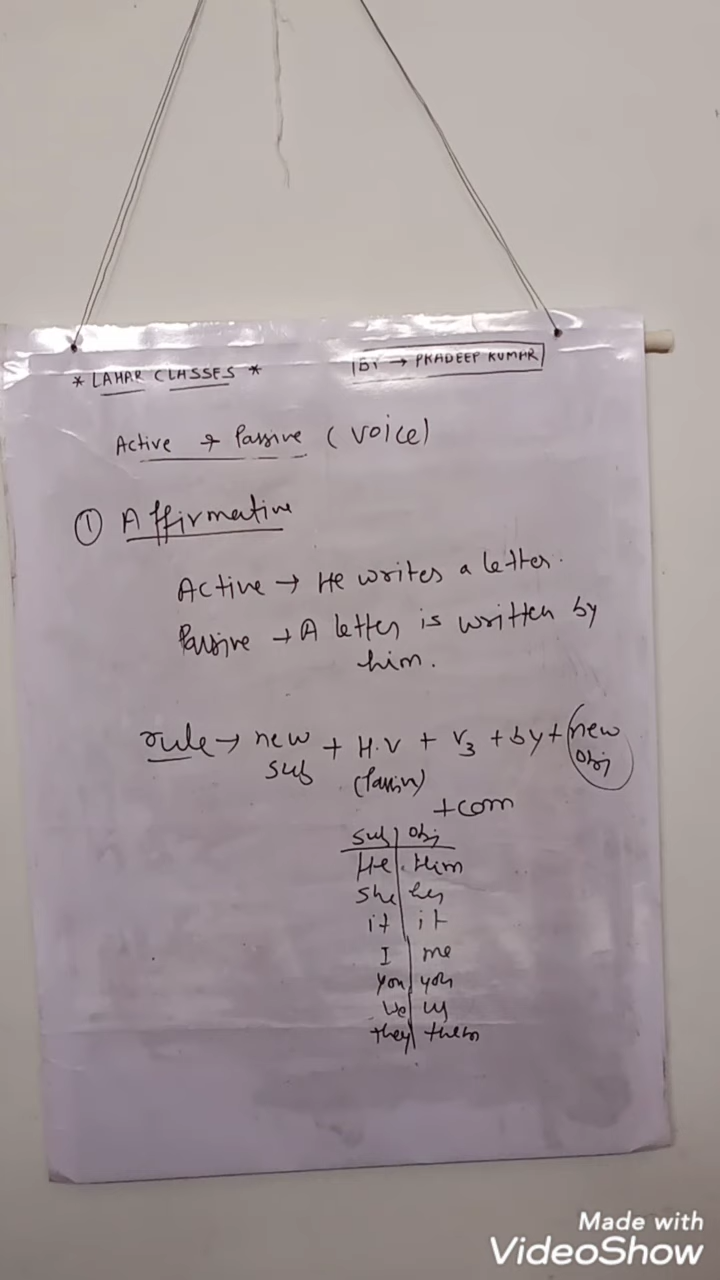 * LAHAR CLASSES *
BY → PRADEEP KUMAR
Active & Passive (Voice)
① Affirmative
Active → He writes a letter.
Passive → A letter is written by
him.
rule → new sub + H.V (Passive) + V₃ + by + new obj
+ com
sub | obj
He | Him
She | her
it | it
I | me
you | you
we | us
they | them
Made with
VideoShow